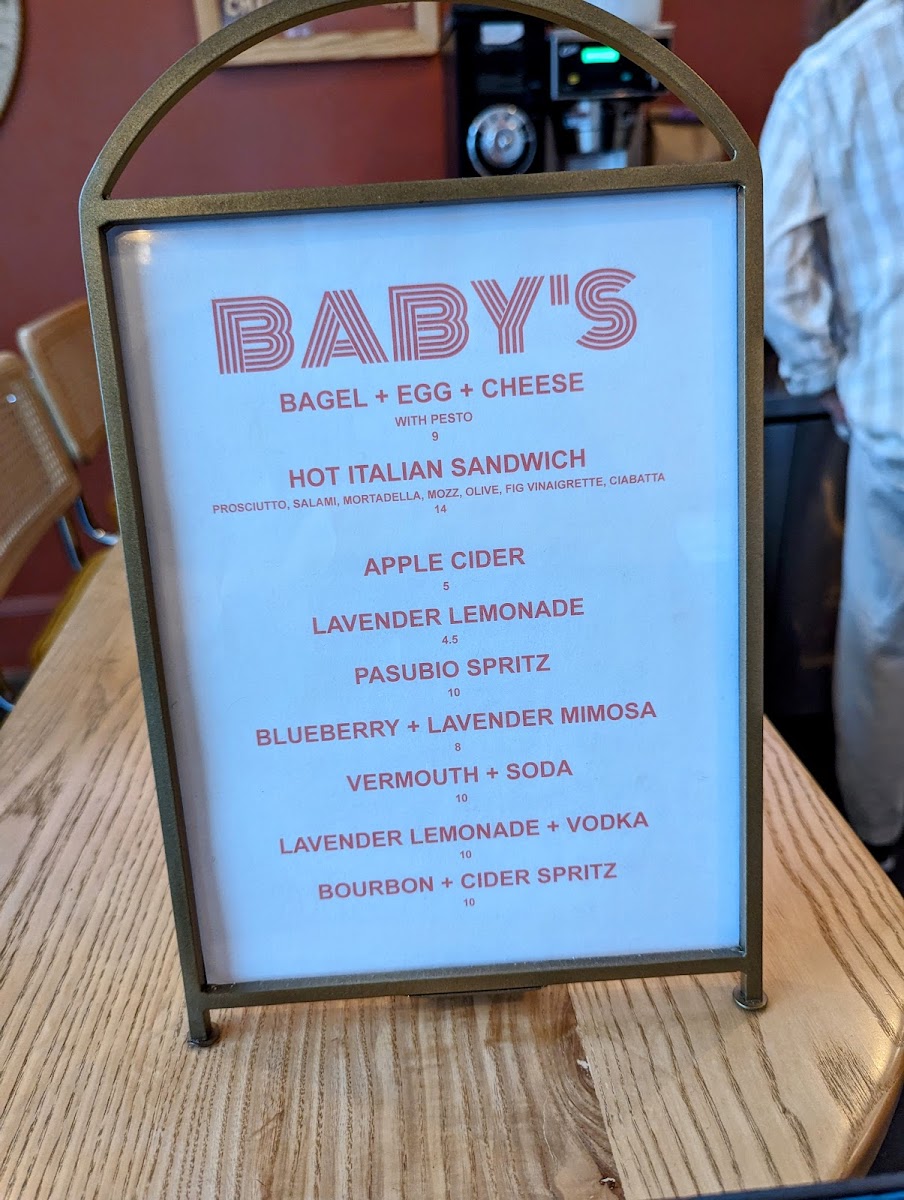 BABY'S
BAGEL + EGG + CHEESE
WITH PESTO
9
HOT ITALIAN SANDWICH
PROSCIUTTO, SALAMI, MORTADELLA, MOZZ, OLIVE, FIG VINAIGRETTE, CIABATTA
14
APPLE CIDER
5
LAVENDER LEMONADE
4.5
PASUBIO SPRITZ
10
BLUEBERRY + LAVENDER MIMOSA
8
VERMOUTH + SODA
10
LAVENDER LEMONADE + VODKA
10
BOURBON + CIDER SPRITZ
10